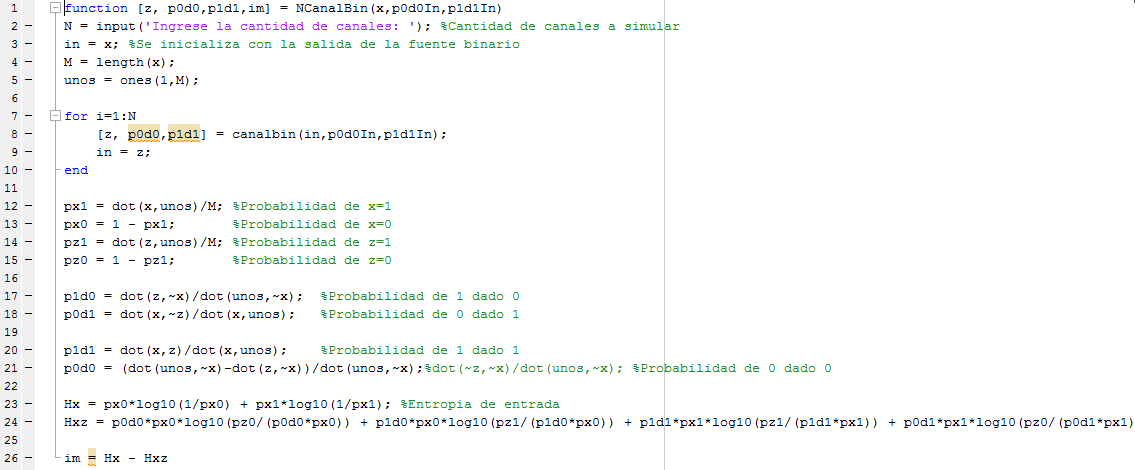 1 function [z, p0d0,p1d1,im] = NCanalBin(x,p0d0In,p1d1In)
2 N = input('Ingrese la cantidad de canales: '); %Cantidad de canales a simular
3 in = x; %Se inicializa con la salida de la fuente binario
4 M = length(x);
5 unos = ones(1,M);
6
7 for i=1:N
8 [z, p0d0,p1d1] = canalbin(in,p0d0In,p1d1In);
9 in = z;
10 end
11
12 px1 = dot(x,unos)/M; %Probabilidad de x=1
13 px0 = 1 - px1; %Probabilidad de x=0
14 pz1 = dot(z,unos)/M; %Probabilidad de z=1
15 pz0 = 1 - pz1; %Probabilidad de z=0
16
17 p1d0 = dot(z,~x)/dot(unos,~x); %Probabilidad de 1 dado 0
18 p0d1 = dot(x,~z)/dot(x,unos); %Probabilidad de 0 dado 1
19
20 p1d1 = dot(x,z)/dot(x,unos); %Probabilidad de 1 dado 1
21 p0d0 = (dot(unos,~x)-dot(z,~x))/dot(unos,~x);%dot(~z,~x)/dot(unos,~x); %Probabilidad de 0 dado 0
22
23 Hx = px0*log10(1/px0) + px1*log10(1/px1); %Entropia de entrada
24 Hxz = p0d0*px0*log10(pz0/(p0d0*px0)) + p1d0*px0*log10(pz1/(p1d0*px0)) + p1d1*px1*log10(pz1/(p1d1*px1)) + p0d1*px1*log10(pz0/(p0d1*px1)
25
26 im = Hx - Hxz